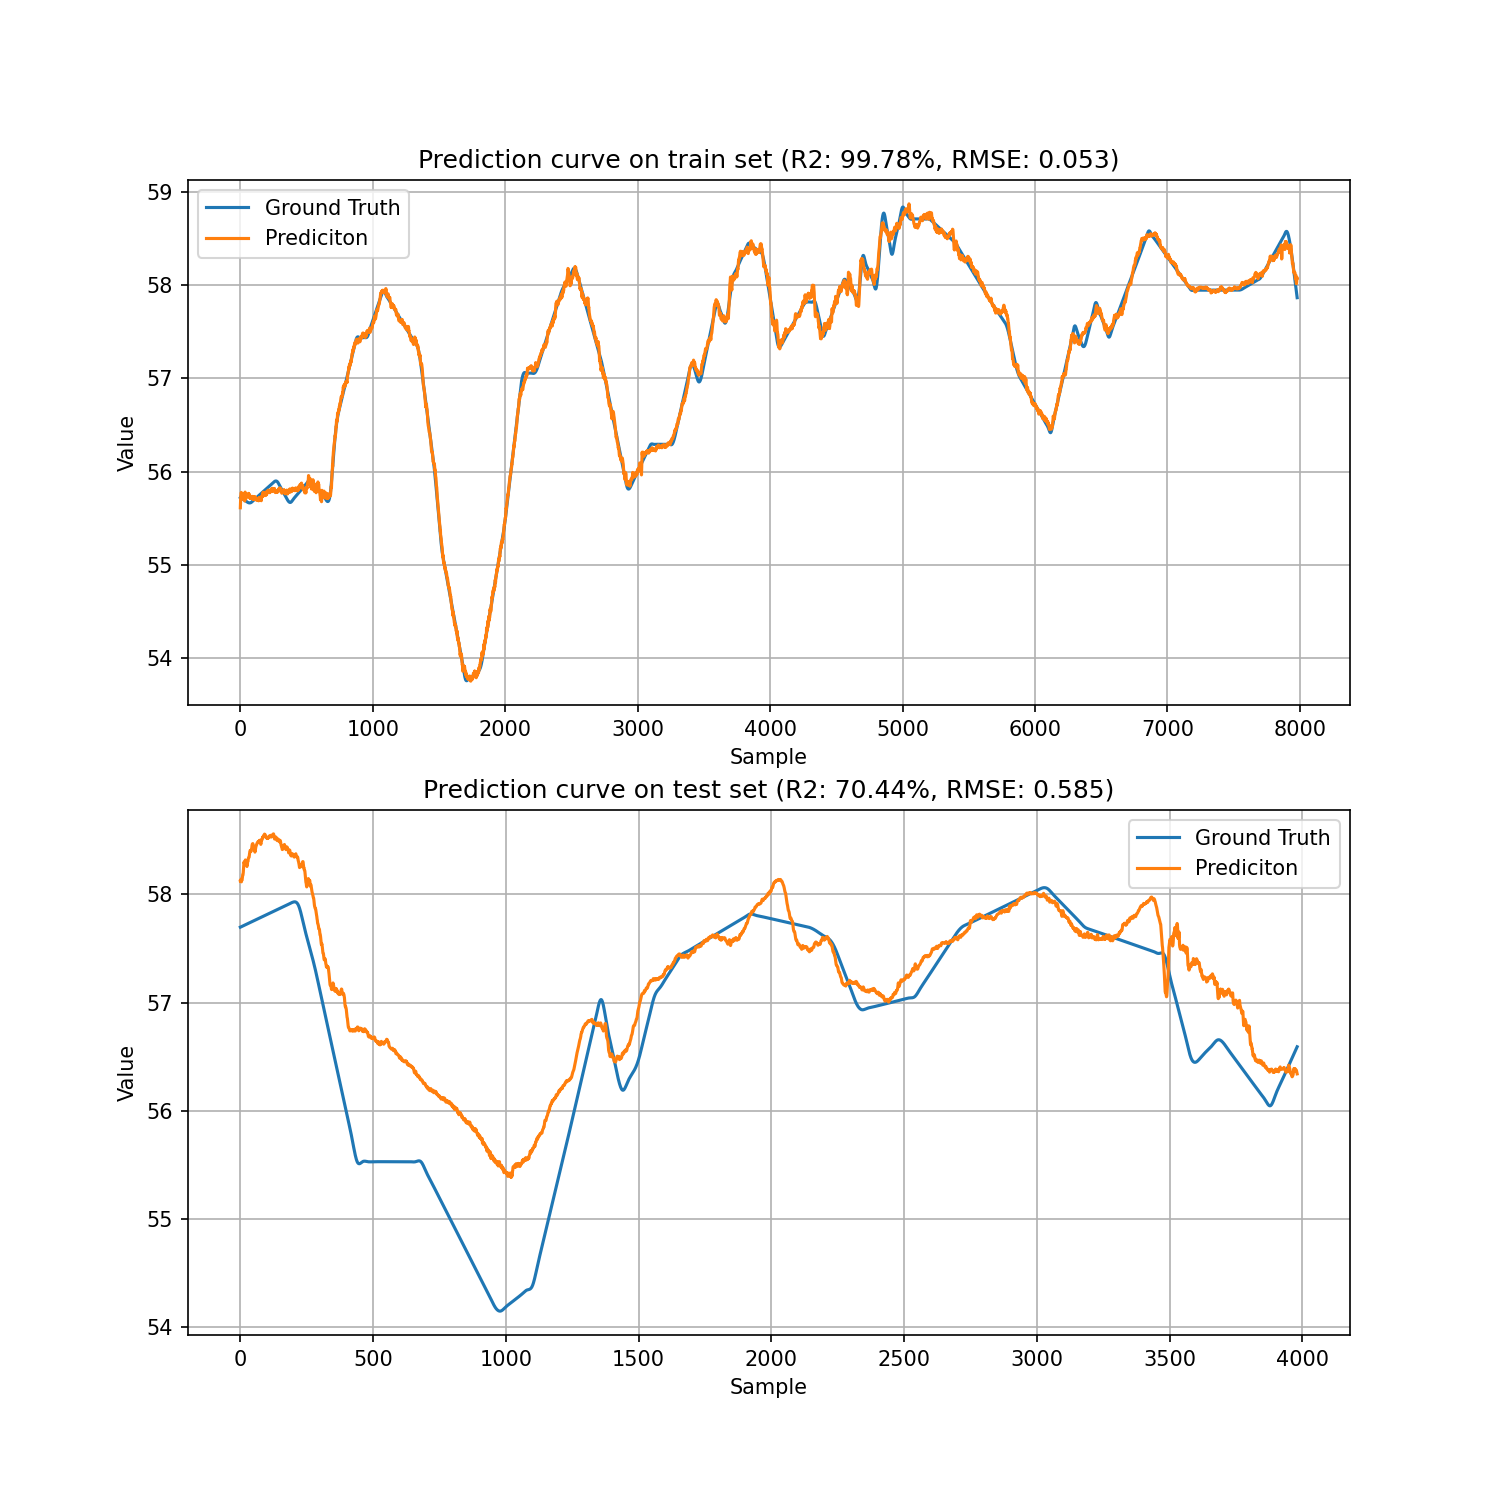 Prediction curve on train set (R2: 99.78%, RMSE: 0.053)
Ground Truth
Prediciton
59
58
57
56
55
54
Value
0 1000 2000 3000 4000 5000 6000 7000 8000
Sample
Prediction curve on test set (R2: 70.44%, RMSE: 0.585)
Ground Truth
Prediciton
58
57
56
55
54
Value
0 500 1000 1500 2000 2500 3000 3500 4000
Sample